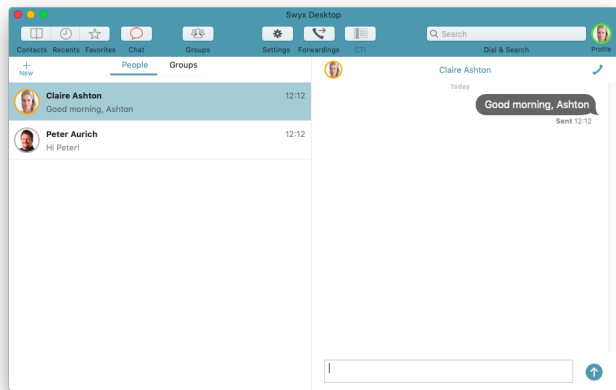 Swyx Desktop
Contacts Recents Favorites Chat Groups Settings Forwardings CTI Search Dial & Search Profile
+ New People Groups
Claire Ashton 12:12
Good morning, Ashton
Peter Aurich 12:12
Hi Peter!
Claire Ashton
Today
Good morning, Ashton
Sent 12:12